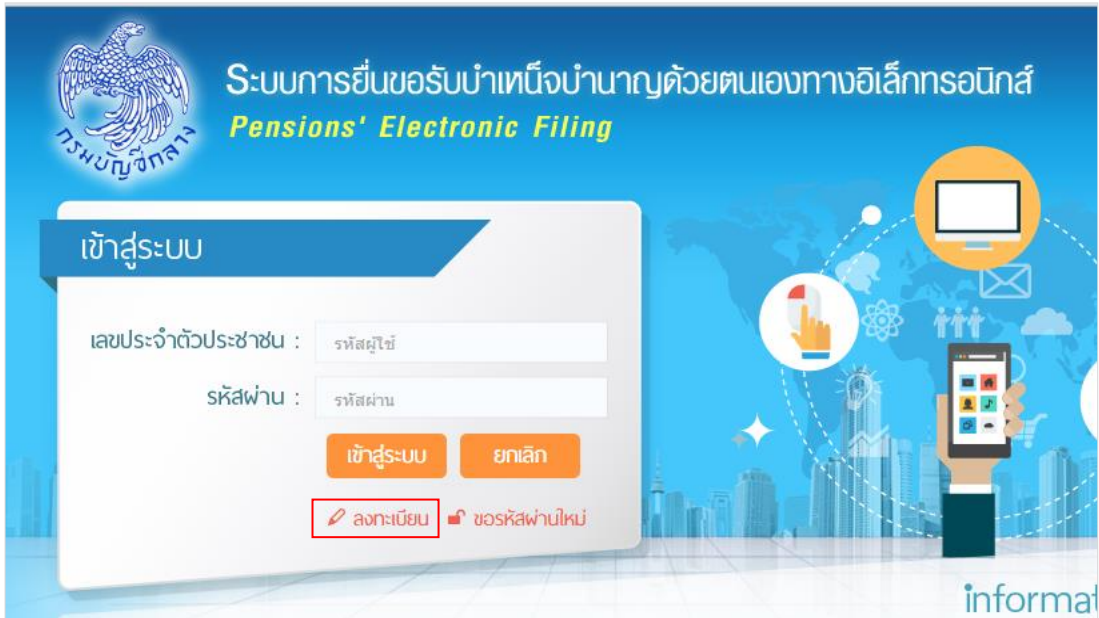 ระบบการยื่นขอรับบำเหน็จบำนาญด้วยตนเองทางอิเล็กทรอนิกส์
Pensions' Electronic Filing
กรมบัญชีกลาง
เข้าสู่ระบบ
เลขประจำตัวประชาชน : รหัสผู้ใช้
รหัสผ่าน : รหัสผ่าน
เข้าสู่ระบบ ยกเลิก
ลงทะเบียน ขอรหัสผ่านใหม่
informat